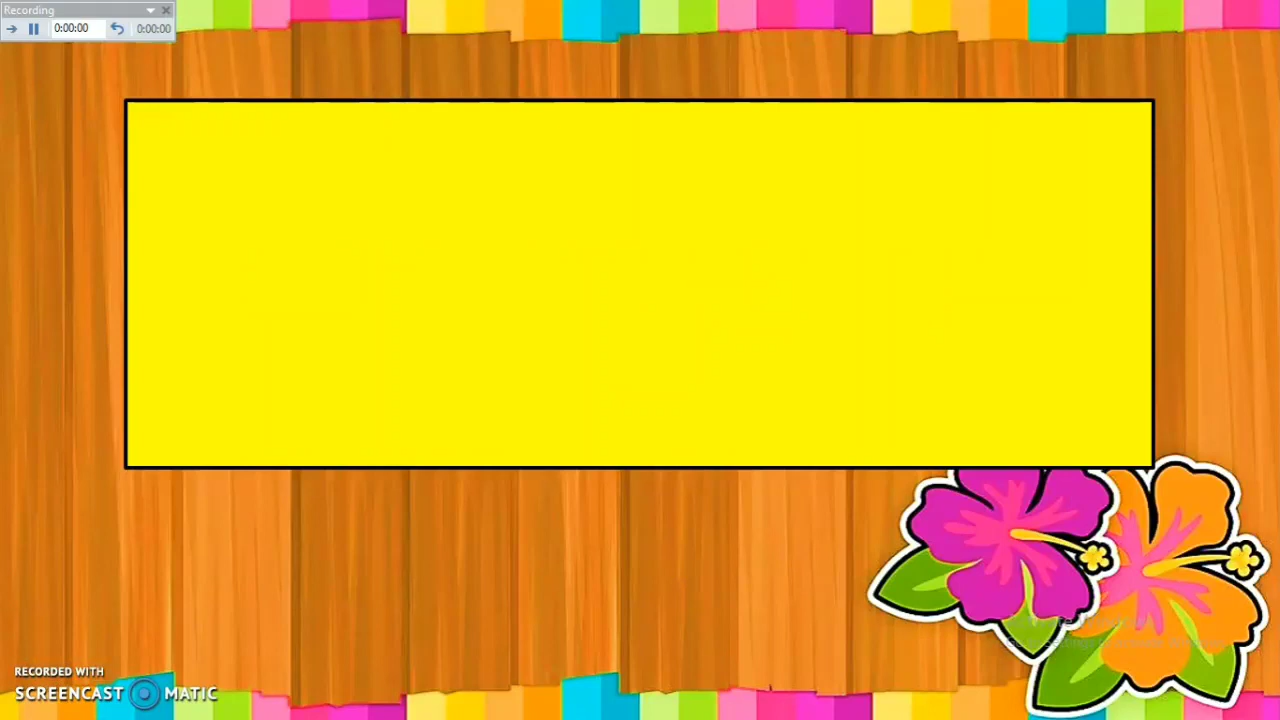 Recording
0:00:00
0:00:00
RECORDED WITH
SCREENCAST MATIC